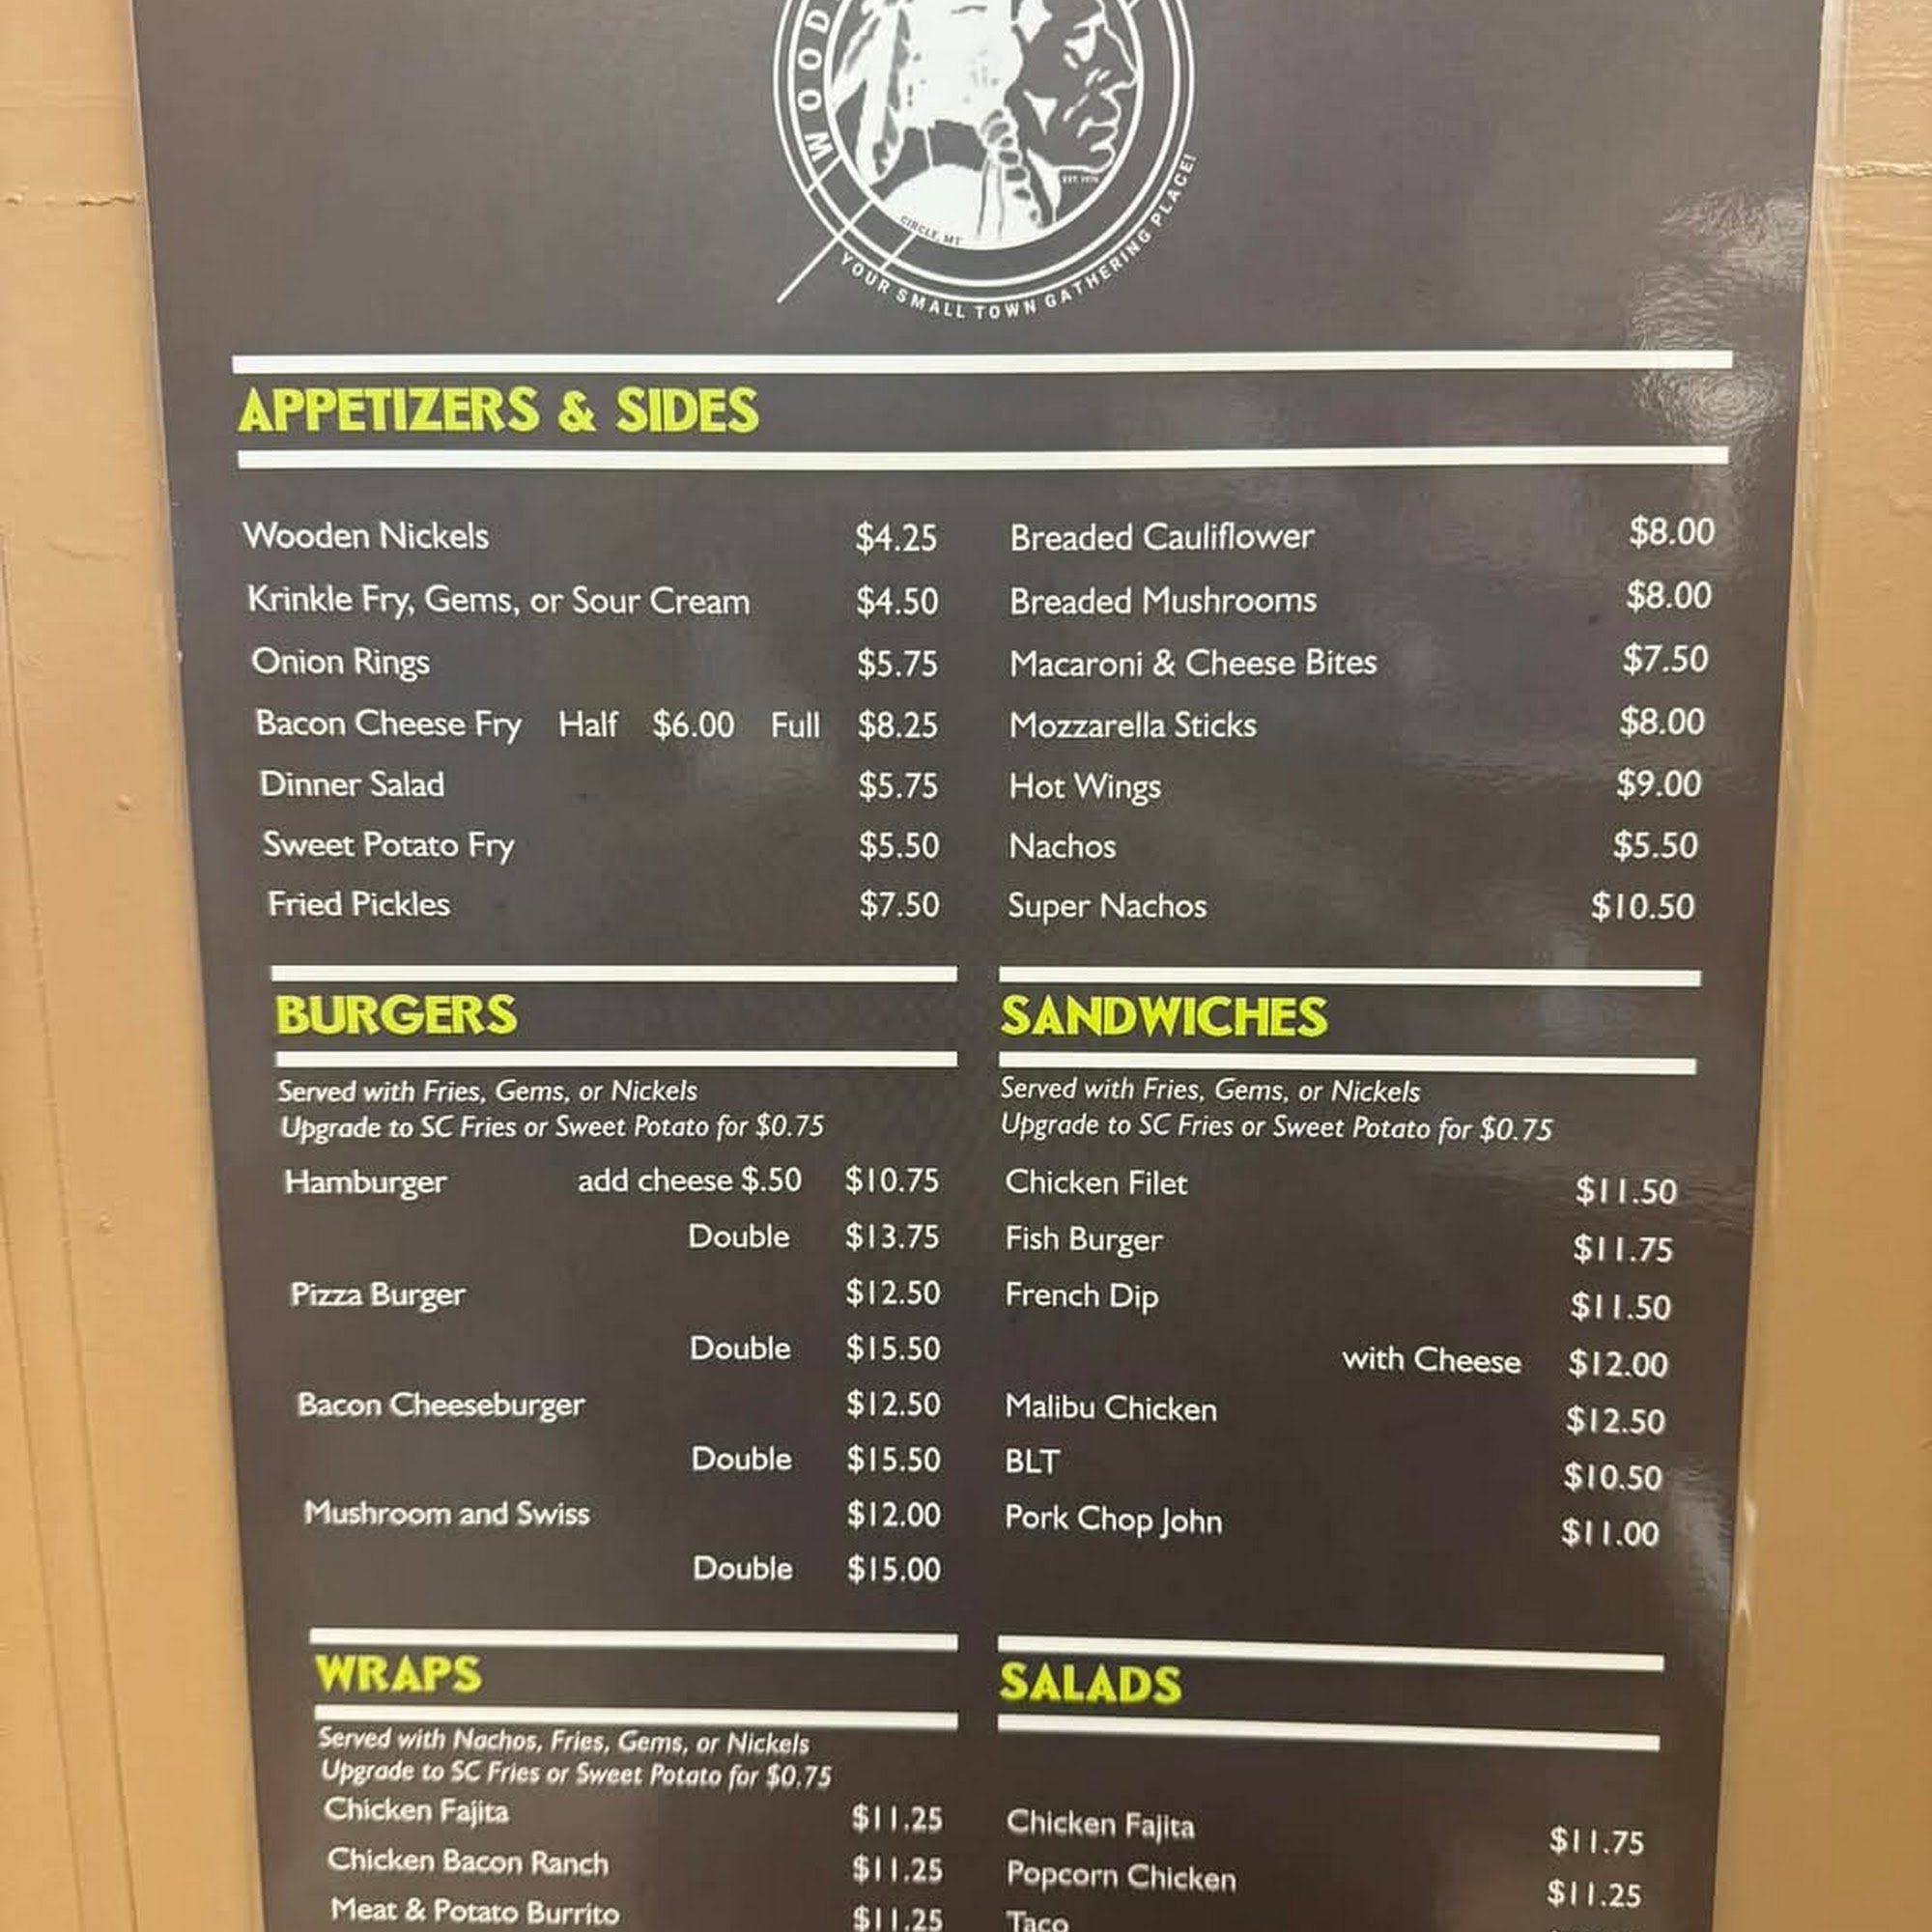 WOOD
EST. 1979
CIRCLE, MT
YOUR SMALL TOWN GATHERING PLACE!
APPETIZERS & SIDES
Wooden Nickels $4.25
Krinkle Fry, Gems, or Sour Cream $4.50
Onion Rings $5.75
Bacon Cheese Fry Half $6.00 Full $8.25
Dinner Salad $5.75
Sweet Potato Fry $5.50
Fried Pickles $7.50
Breaded Cauliflower $8.00
Breaded Mushrooms $8.00
Macaroni & Cheese Bites $7.50
Mozzarella Sticks $8.00
Hot Wings $9.00
Nachos $5.50
Super Nachos $10.50
BURGERS
Served with Fries, Gems, or Nickels
Upgrade to SC Fries or Sweet Potato for $0.75
Hamburger add cheese $.50 $10.75
Double $13.75
Pizza Burger $12.50
Double $15.50
Bacon Cheeseburger $12.50
Double $15.50
Mushroom and Swiss $12.00
Double $15.00
SANDWICHES
Served with Fries, Gems, or Nickels
Upgrade to SC Fries or Sweet Potato for $0.75
Chicken Filet $11.50
Fish Burger $11.75
French Dip $11.50
with Cheese $12.00
Malibu Chicken $12.50
BLT $10.50
Pork Chop John $11.00
WRAPS
Served with Nachos, Fries, Gems, or Nickels
Upgrade to SC Fries or Sweet Potato for $0.75
Chicken Fajita $11.25
Chicken Bacon Ranch $11.25
Meat & Potato Burrito $11.25
SALADS
Chicken Fajita $11.75
Popcorn Chicken $11.25
Taco